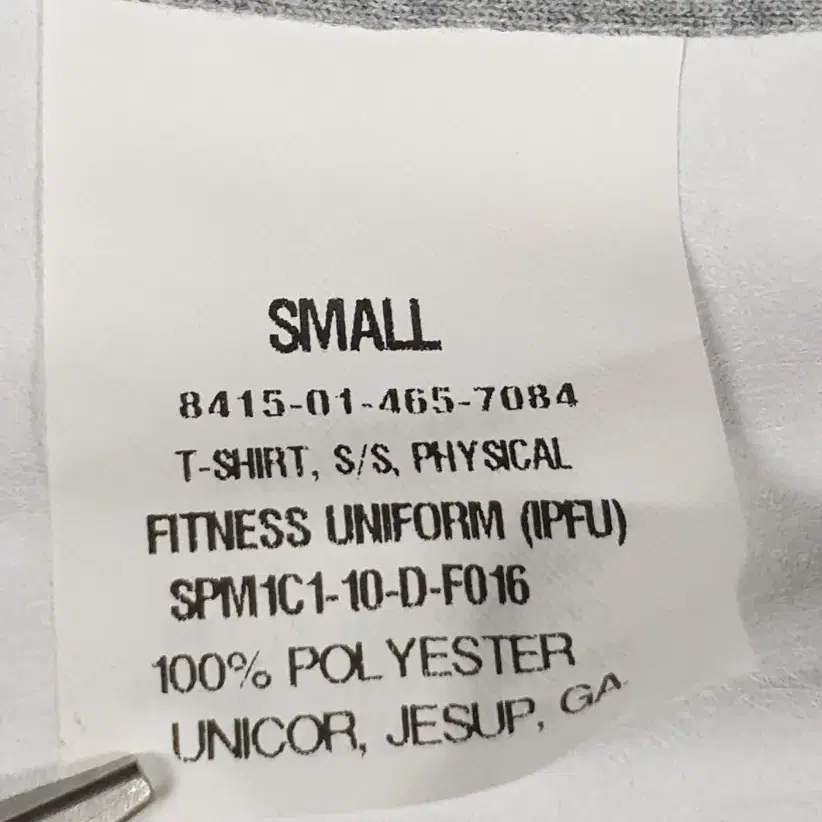 SMALL
8415-01-465-7084
T-SHIRT, S/S, PHYSICAL
FITNESS UNIFORM (IPFU)
SPM1C1-10-D-F016
100% POLYESTER
UNICOR, JESUP, GA